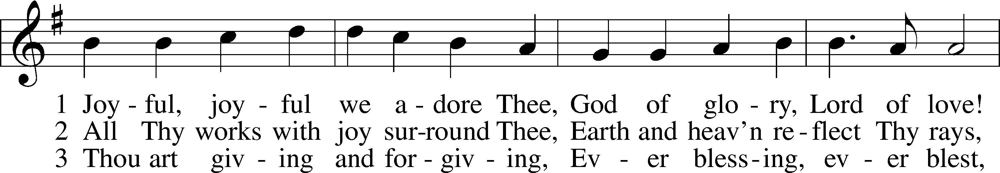 1 Joy - ful, joy - ful we a - dore Thee, God of glo - ry, Lord of love!
2 All Thy works with joy sur-round Thee, Earth and heav’n re - flect Thy rays,
3 Thou art giv - ing and for - giv - ing, Ev - er bless-ing, ev - er blest,